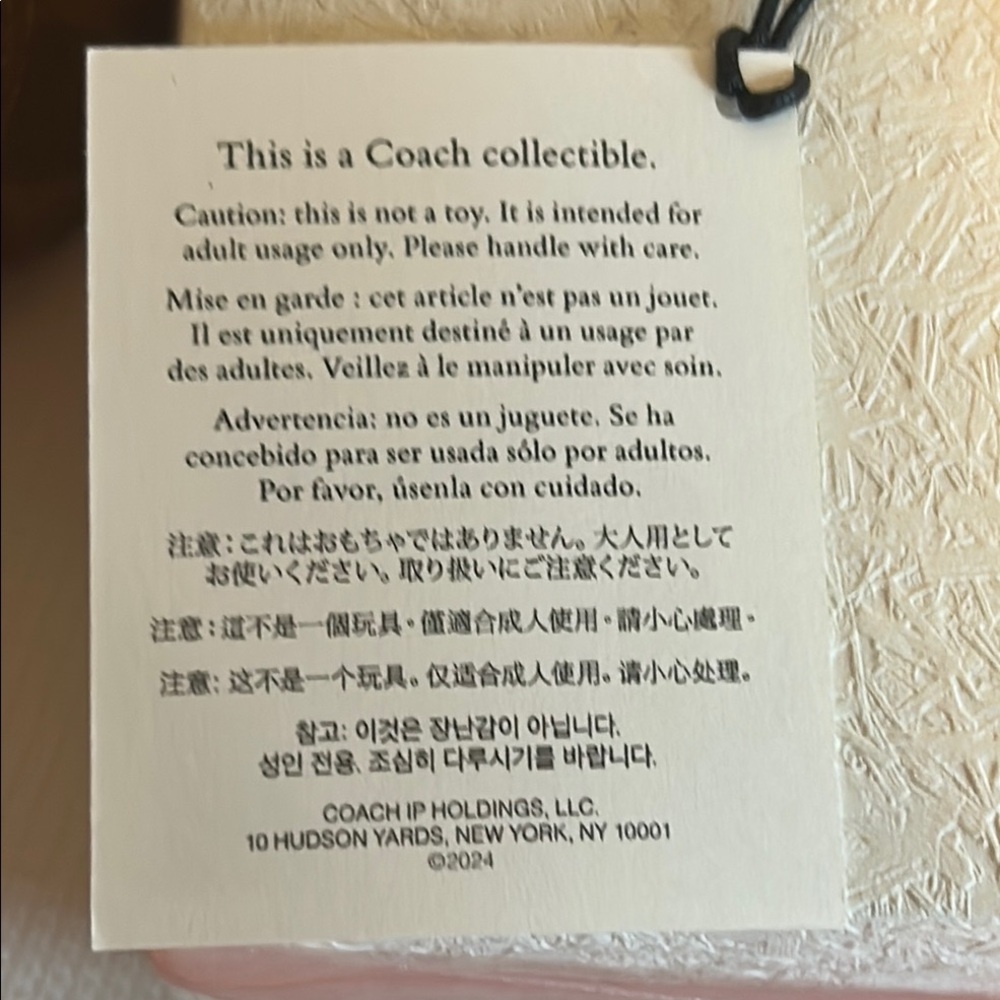 This is a Coach collectible.
Caution: this is not a toy. It is intended for
adult usage only. Please handle with care.
Mise en garde : cet article n'est pas un jouet.
Il est uniquement destiné à un usage par
des adultes. Veillez à le manipuler avec soin.
Advertencia: no es un juguete. Se ha
concebido para ser usada sólo por adultos.
Por favor, úsenla con cuidado.
注意：これはおもちゃではありません。大人用として
お使いください。取り扱いにご注意ください。
注意：這不是一個玩具。僅適合成人使用。請小心處理。
注意: 这不是一个玩具。仅适合成人使用。请小心处理。
참고: 이것은 장난감이 아닙니다.
성인 전용. 조심히 다루시기를 바랍니다.
COACH IP HOLDINGS, LLC.
10 HUDSON YARDS, NEW YORK, NY 10001
©2024